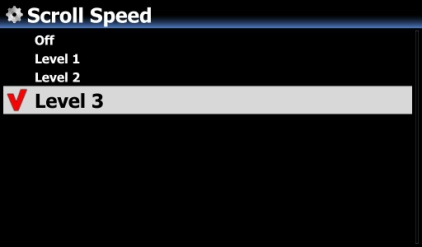 Scroll Speed
Off
Level 1
Level 2
Level 3